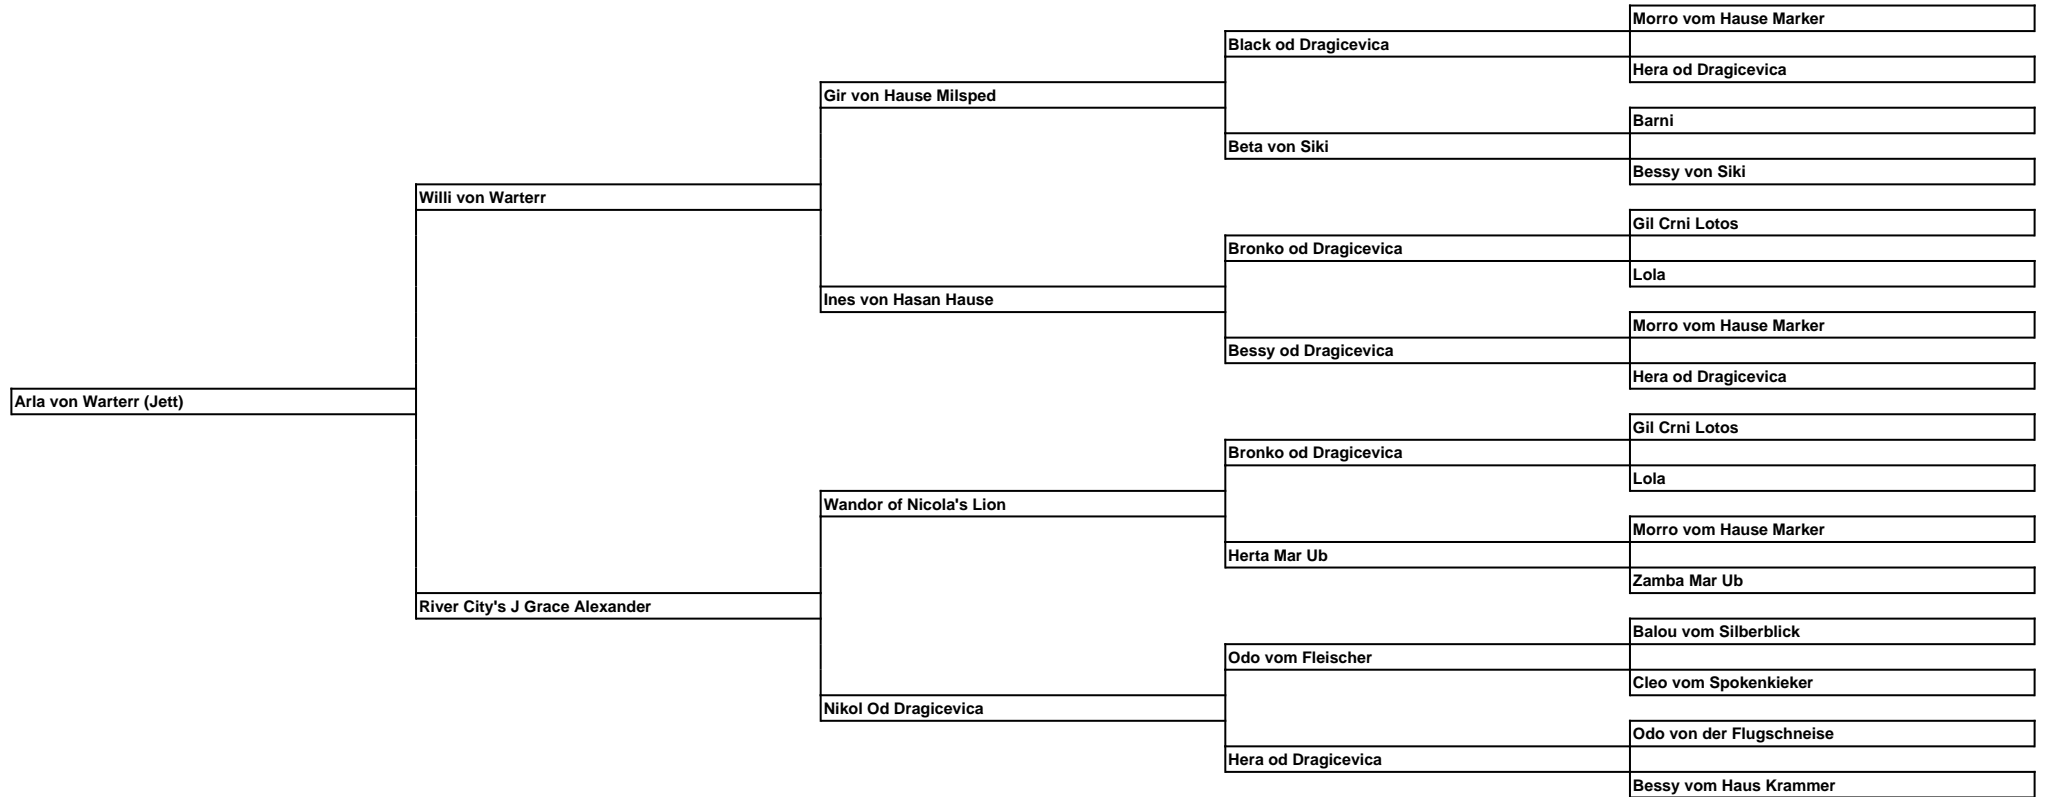 Morro vom Hause Marker
Black od Dragicevica
Hera od Dragicevica
Gir von Hause Milsped
Barni
Beta von Siki
Bessy von Siki
Willi von Warterr
Gil Crni Lotos
Bronko od Dragicevica
Lola
Ines von Hasan Hause
Morro vom Hause Marker
Bessy od Dragicevica
Hera od Dragicevica
Arla von Warterr (Jett)
Gil Crni Lotos
Bronko od Dragicevica
Lola
Wandor of Nicola's Lion
Morro vom Hause Marker
Herta Mar Ub
Zamba Mar Ub
River City's J Grace Alexander
Balou vom Silberblick
Odo vom Fleischer
Cleo vom Spokenkieker
Nikol Od Dragicevica
Odo von der Flugschneise
Hera od Dragicevica
Bessy vom Haus Krammer